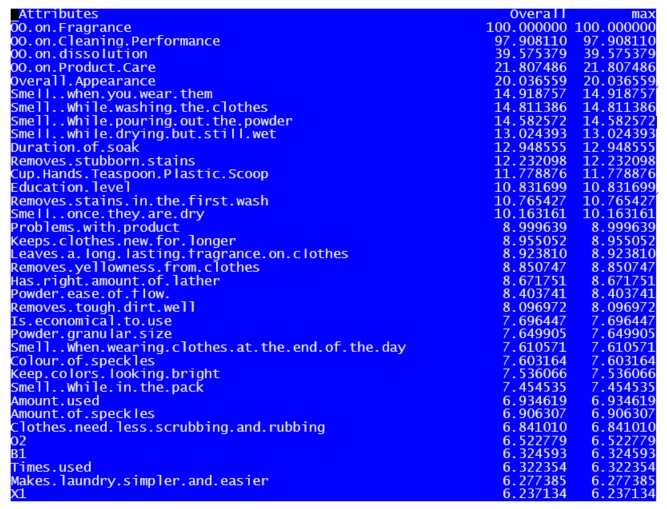 Attributes Overall max
OO.on.Fragrance 100.000000 100.000000
OO.on.Cleaning.Performance 97.908110 97.908110
OO.on.dissolution 39.575379 39.575379
OO.on.Product.Care 21.807486 21.807486
Overall.Appearance 20.036559 20.036559
Smell..when.you.wear.them 14.918757 14.918757
Smell..While.washing.the.clothes 14.811386 14.811386
Smell..While.pouring.out.the.powder 14.582572 14.582572
Smell..while.drying.but.still.wet 13.024393 13.024393
Duration.of.soak 12.948555 12.948555
Removes.stubborn.stains 12.232098 12.232098
Cup.Hands.Teaspoon.Plastic.Scoop 11.778876 11.778876
Education.level 10.831699 10.831699
Removes.stains.in.the.first.wash 10.765427 10.765427
Smell..once.they.are.dry 10.163161 10.163161
Problems.with.product 8.999639 8.999639
Keeps.clothes.new.for.longer 8.955052 8.955052
Leaves.a.long.lasting.fragrance.on.clothes 8.923810 8.923810
Removes.yellowness.from.clothes 8.850747 8.850747
Has.right.amount.of.lather 8.671751 8.671751
Powder.ease.of.flow. 8.403741 8.403741
Removes.tough.dirt.well 8.096972 8.096972
Is.economical.to.use 7.696447 7.696447
Powder.granular.size 7.649905 7.649905
Smell..When.wearing.clothes.at.the.end.of.the.day 7.610571 7.610571
Colour.of.speckles 7.603164 7.603164
Keep.colors.looking.bright 7.536066 7.536066
Smell..While.in.the.pack 7.454535 7.454535
Amount.used 6.934619 6.934619
Amount.of.speckles 6.906307 6.906307
Clothes.need.less.scrubbing.and.rubbing 6.841010 6.841010
O2 6.522779 6.522779
B1 6.324593 6.324593
Times.used 6.322354 6.322354
Makes.laundry.simpler.and.easier 6.277385 6.277385
X1 6.237134 6.237134